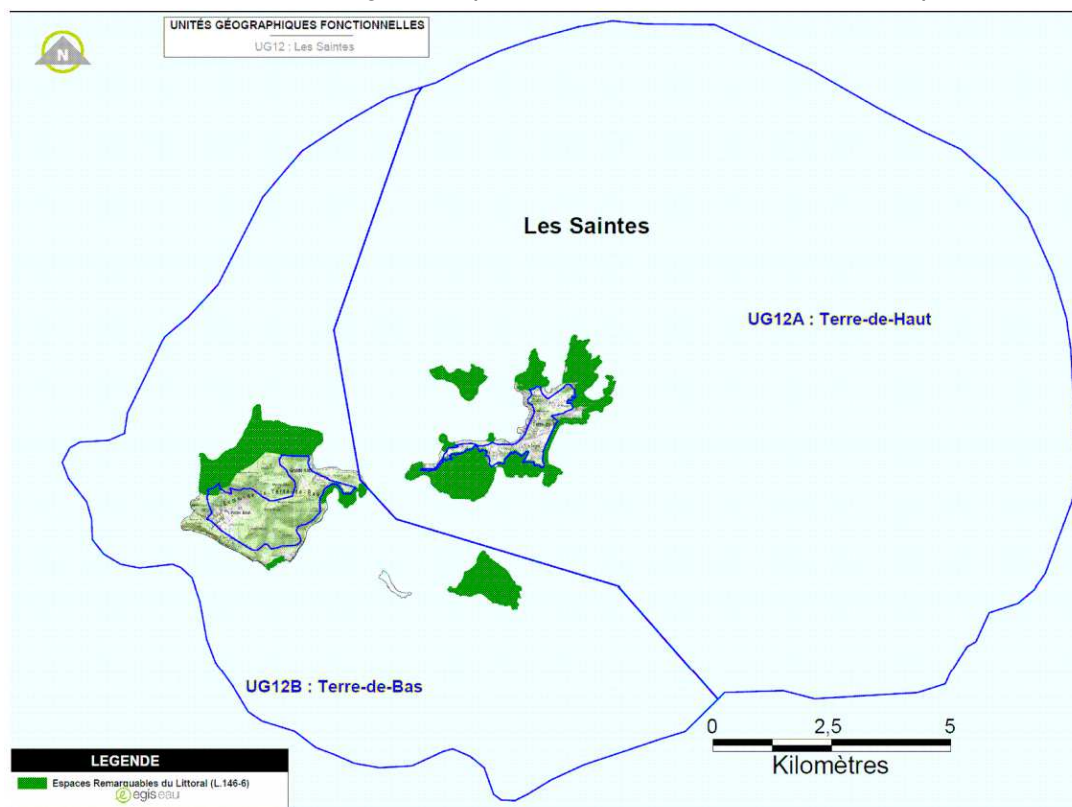 UNITÉS GÉOGRAPHIQUES FONCTIONNELLES
UG12 : Les Saintes
N
Les Saintes
UG12A : Terre-de-Haut
UG12B : Terre-de-Bas
0 2,5 5
Kilomètres
LEGENDE
Espaces Remarquables du Littoral (L.146-6)
egis eau